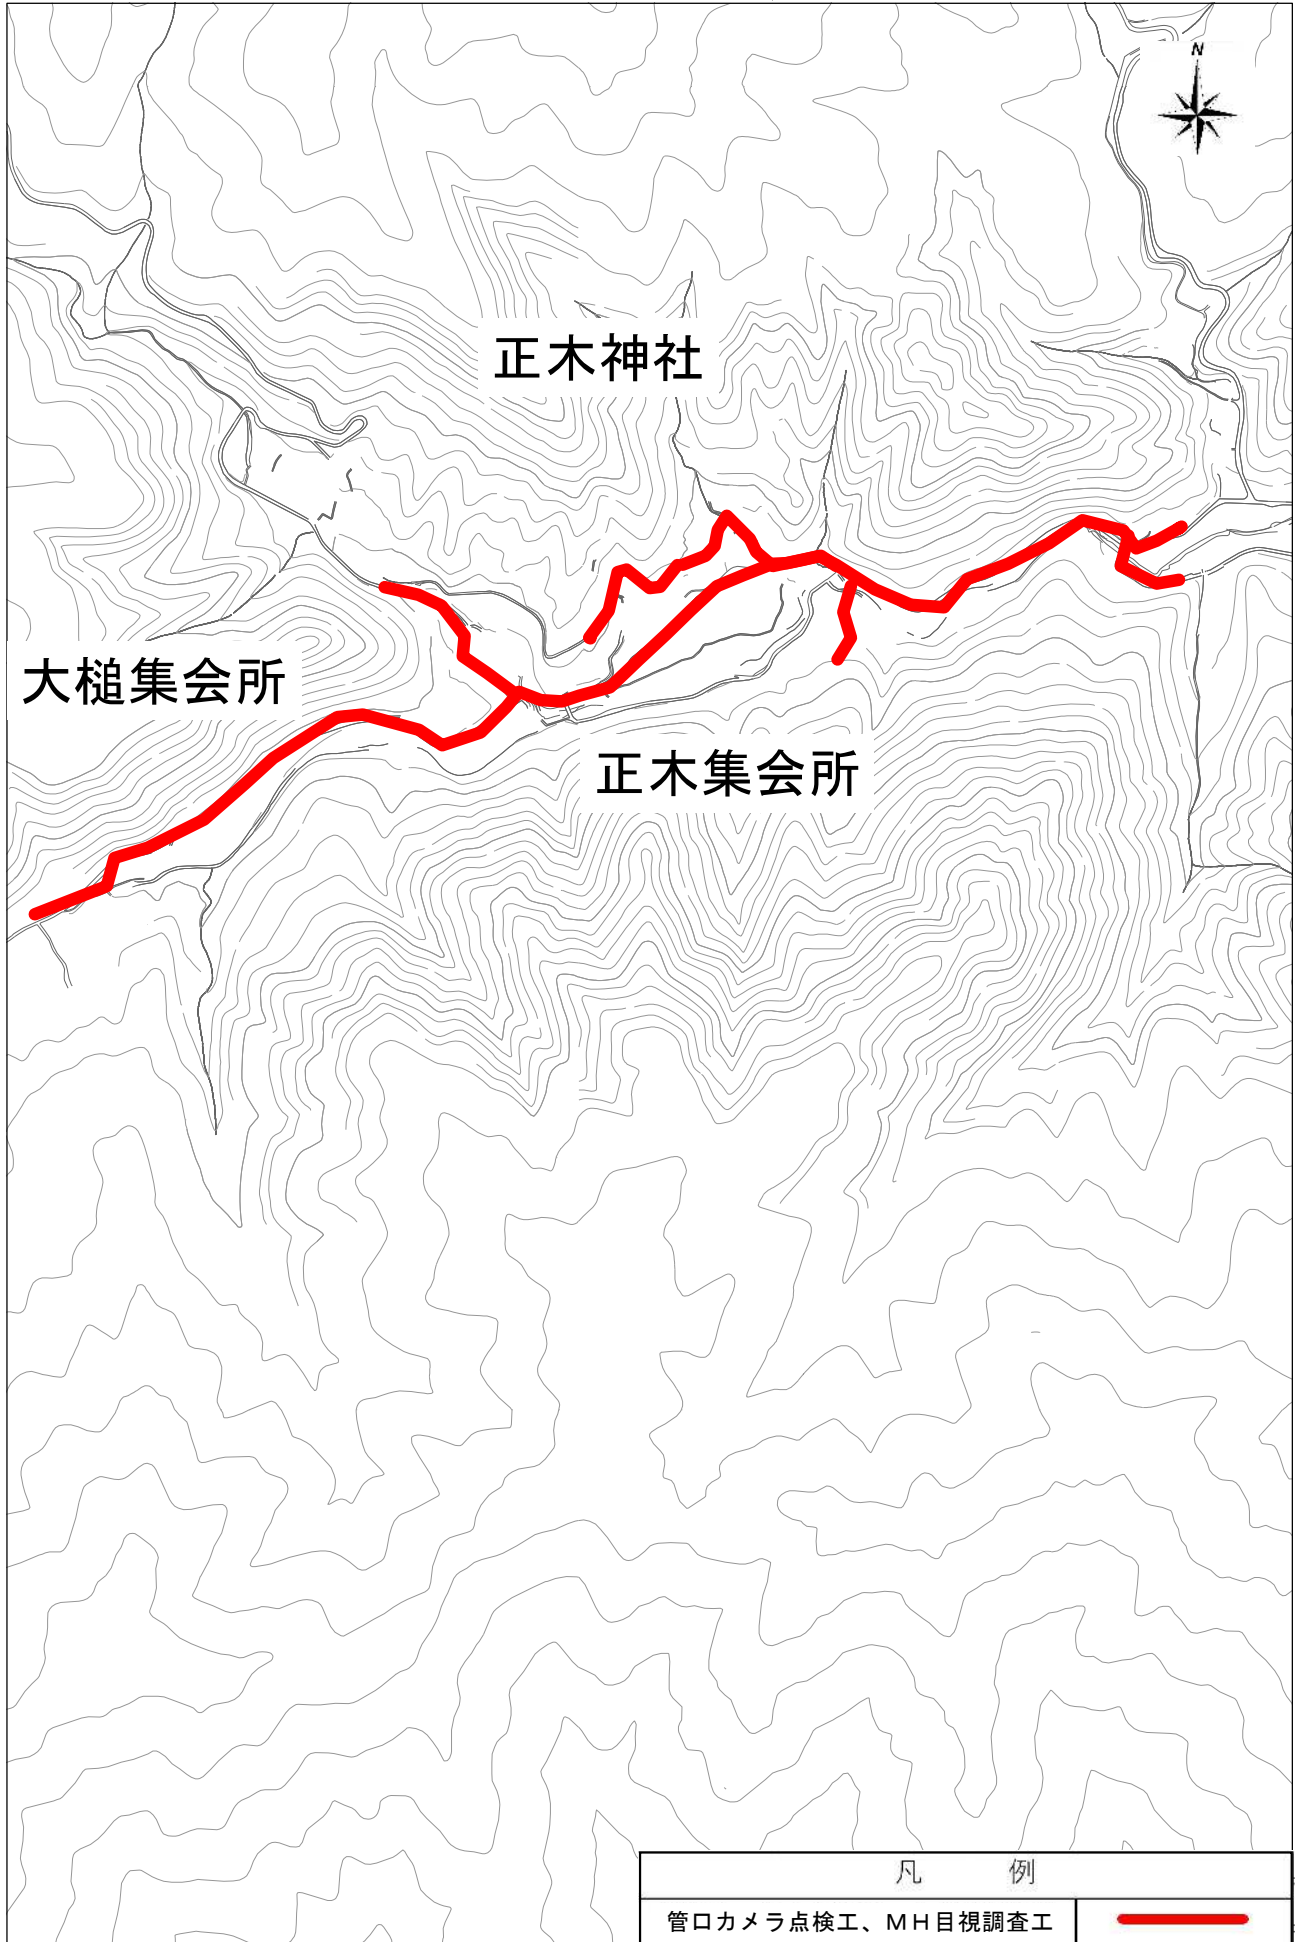 N
正木神社
大槌集会所
正木集会所
凡　例
管口カメラ点検工、ＭＨ目視調査工